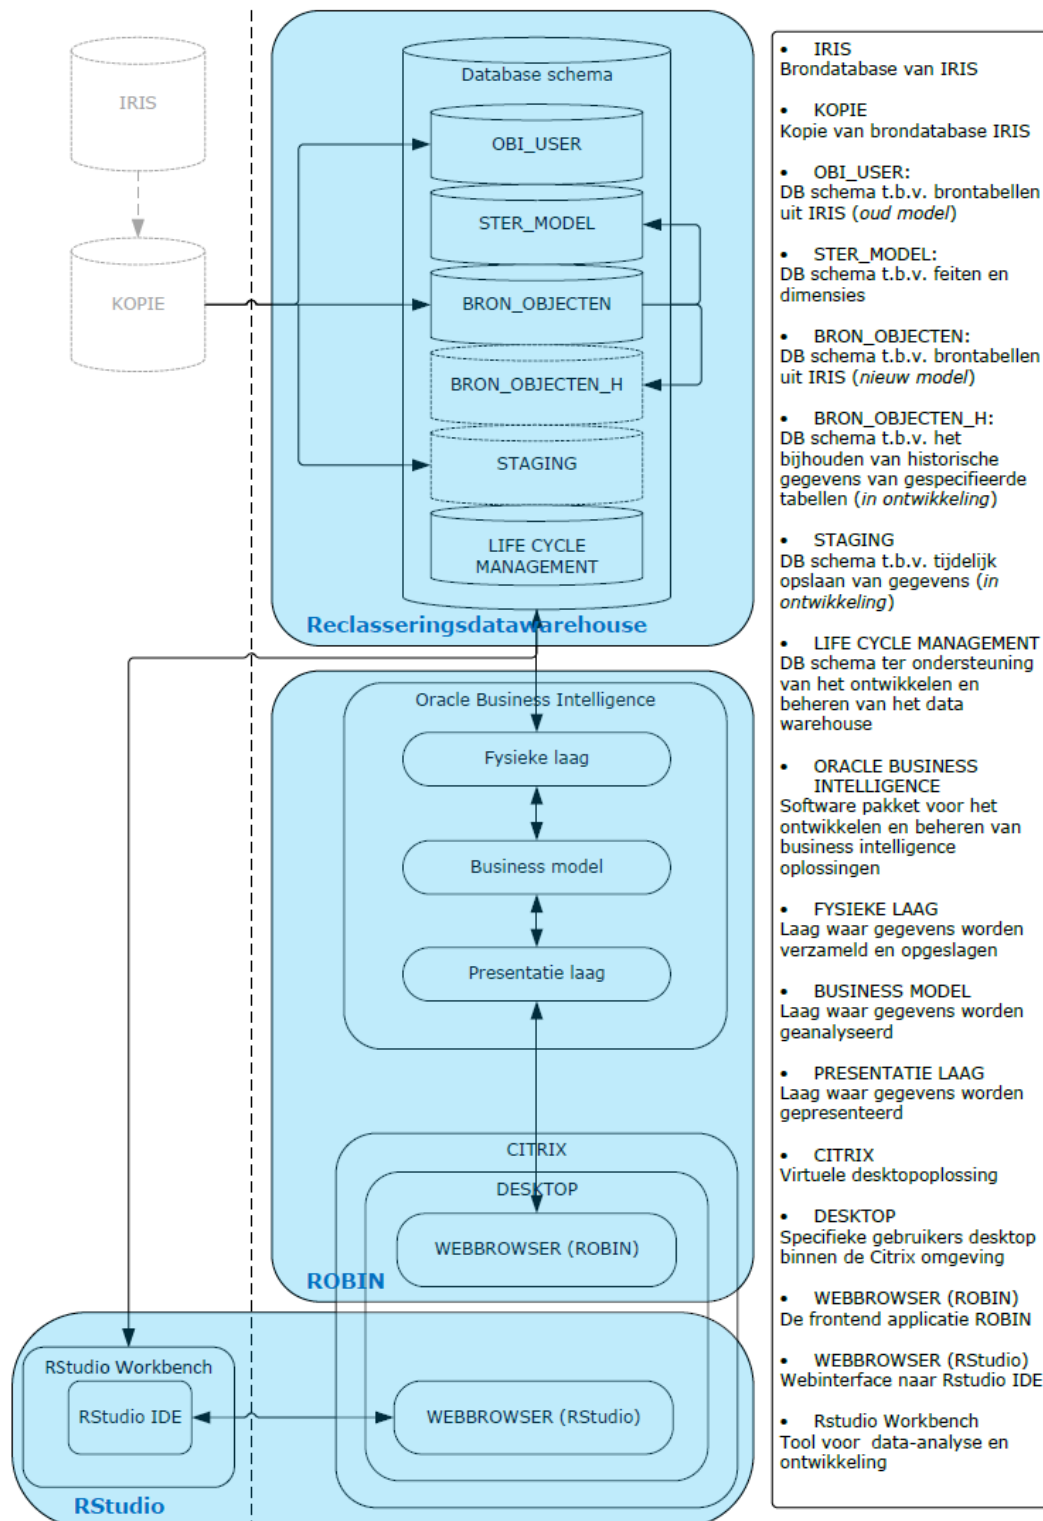 IRIS
KOPIE
Database schema
OBI_USER
STER_MODEL
BRON_OBJECTEN
BRON_OBJECTEN_H
STAGING
LIFE CYCLE
MANAGEMENT
Reclasseringsdatawarehouse
Oracle Business Intelligence
Fysieke laag
Business model
Presentatie laag
CITRIX
DESKTOP
WEBBROWSER (ROBIN)
ROBIN
RStudio Workbench
RStudio IDE
WEBBROWSER (RStudio)
RStudio
• IRIS
Brondatabase van IRIS
• KOPIE
Kopie van brondatabase IRIS
• OBI_USER:
DB schema t.b.v. brontabellen
uit IRIS (oud model)
• STER_MODEL:
DB schema t.b.v. feiten en
dimensies
• BRON_OBJECTEN:
DB schema t.b.v. brontabellen
uit IRIS (nieuw model)
• BRON_OBJECTEN_H:
DB schema t.b.v. het
bijhouden van historische
gegevens van gespecifieerde
tabellen (in ontwikkeling)
• STAGING
DB schema t.b.v. tijdelijk
opslaan van gegevens (in
ontwikkeling)
• LIFE CYCLE MANAGEMENT
DB schema ter ondersteuning
van het ontwikkelen en
beheren van het data
warehouse
• ORACLE BUSINESS
INTELLIGENCE
Software pakket voor het
ontwikkelen en beheren van
business intelligence
oplossingen
• FYSIEKE LAAG
Laag waar gegevens worden
verzameld en opgeslagen
• BUSINESS MODEL
Laag waar gegevens worden
geanalyseerd
• PRESENTATIE LAAG
Laag waar gegevens worden
gepresenteerd
• CITRIX
Virtuele desktopoplossing
• DESKTOP
Specifieke gebruikers desktop
binnen de Citrix omgeving
• WEBBROWSER (ROBIN)
De frontend applicatie ROBIN
• WEBBROWSER (RStudio)
Webinterface naar Rstudio IDE
• Rstudio Workbench
Tool voor data-analyse en
ontwikkeling